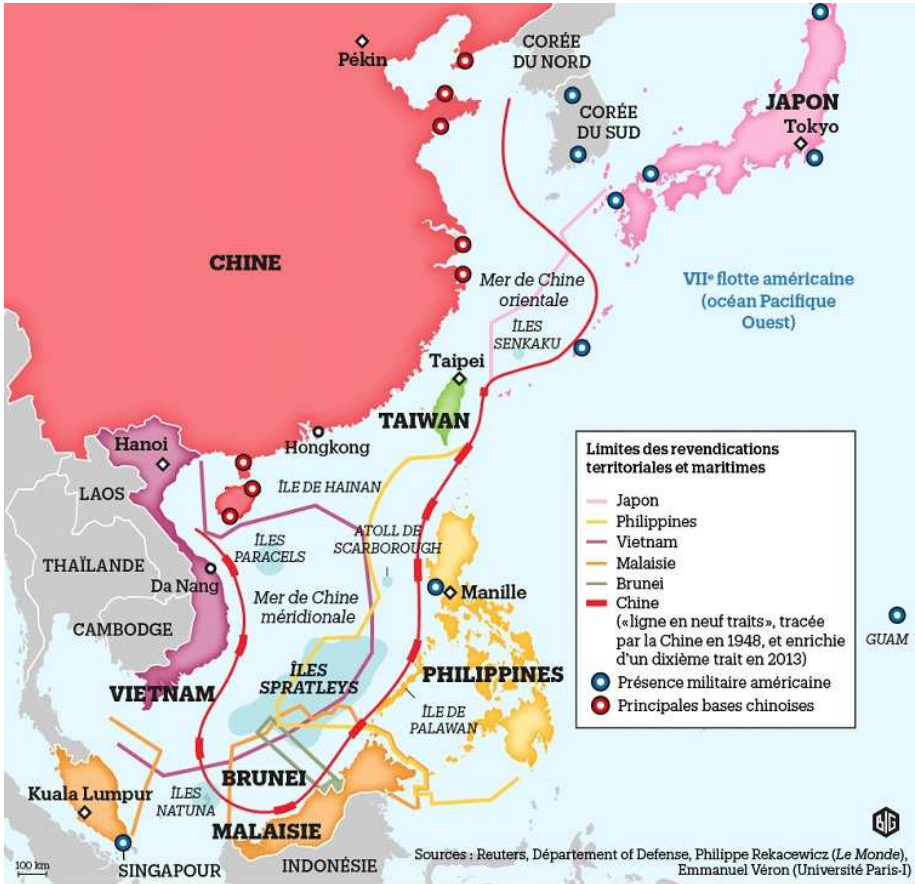 CORÉE
DU NORD
Pékin
JAPON
CORÉE
DU SUD
Tokyo
CHINE
Mer de Chine
orientale
VIIᵉ flotte américaine
(océan Pacifique
Ouest)
ÎLES
SENKAKU
Taipei
TAIWAN
Hongkong
Hanoi
LAOS
ÎLE DE HAINAN
Limites des revendications
territoriales et maritimes
Japon
Philippines
Vietnam
Malaisie
Brunei
Chine
(«ligne en neuf traits», tracée
par la Chine en 1948, et enrichie
d'un dixième trait en 2013)
Présence militaire américaine
Principales bases chinoises
ATOLL DE
SCARBOROUGH
ÎLES
PARACELS
THAÏLANDE
Da Nang
Manille
Mer de Chine
méridionale
CAMBODGE
GUAM
ÎLES
SPRATLEYS
PHILIPPINES
VIETNAM
ÎLE DE
PALAWAN
BRUNEI
Kuala Lumpur
ÎLES
NATUNA
MALAISIE
BIG
100 km
SINGAPOUR
INDONÉSIE
Sources : Reuters, Département of Defense, Philippe Rekacewicz (Le Monde),
Emmanuel Véron (Université Paris-I)